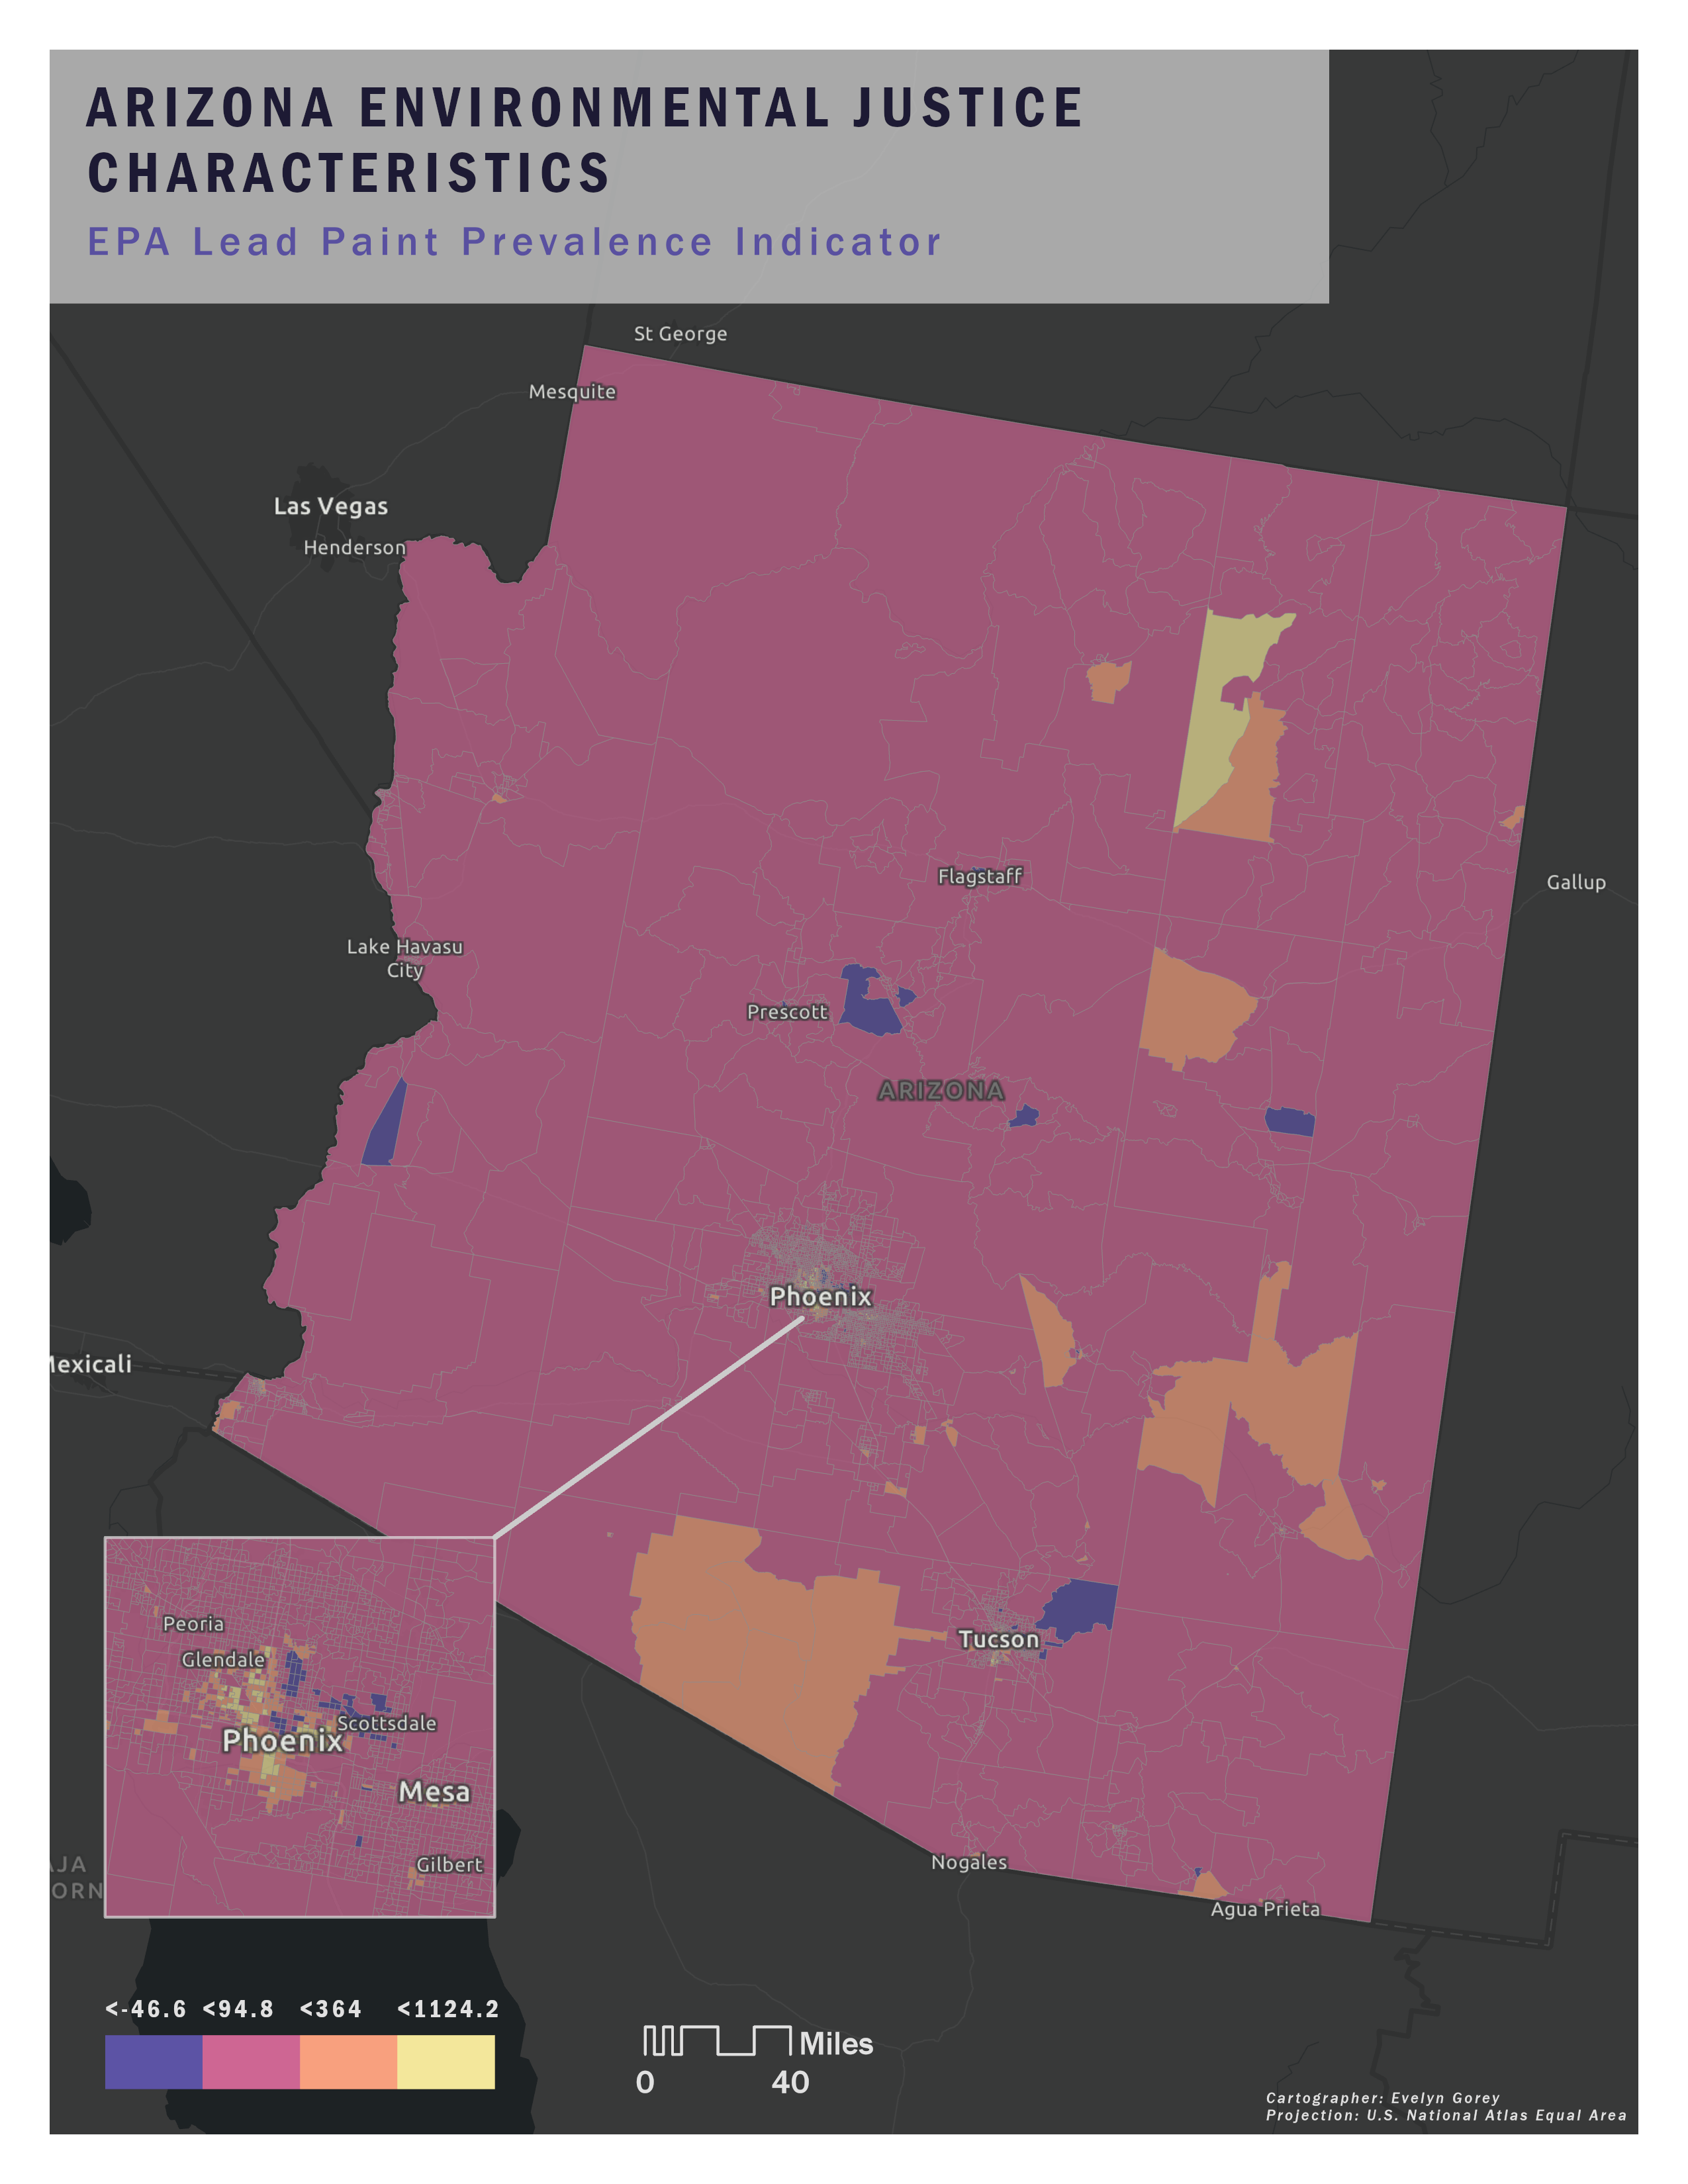 ARIZONA ENVIRONMENTAL JUSTICE
CHARACTERISTICS
EPA Lead Paint Prevalence Indicator
St George
Mesquite
Las Vegas
Henderson
Flagstaff
Gallup
Lake Havasu
City
Prescott
ARIZONA
Phoenix
Mexicali
Tucson
Peoria
Glendale
Scottsdale
Phoenix
Mesa
Gilbert
Nogales
AJA
ORN
Agua Prieta
<-46.6 <94.8 <364 <1124.2
Miles
0 40
Cartographer: Evelyn Gorey
Projection: U.S. National Atlas Equal Area